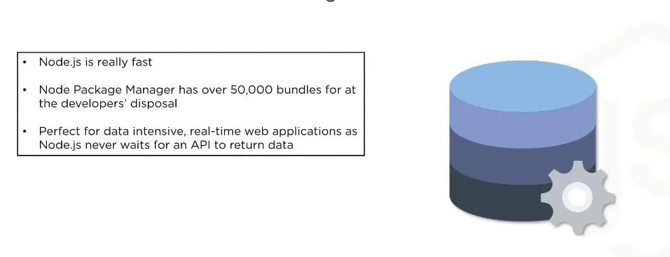 • Node.js is really fast
• Node Package Manager has over 50,000 bundles for at
the developers' disposal
• Perfect for data intensive, real-time web applications as
Node.js never waits for an API to return data